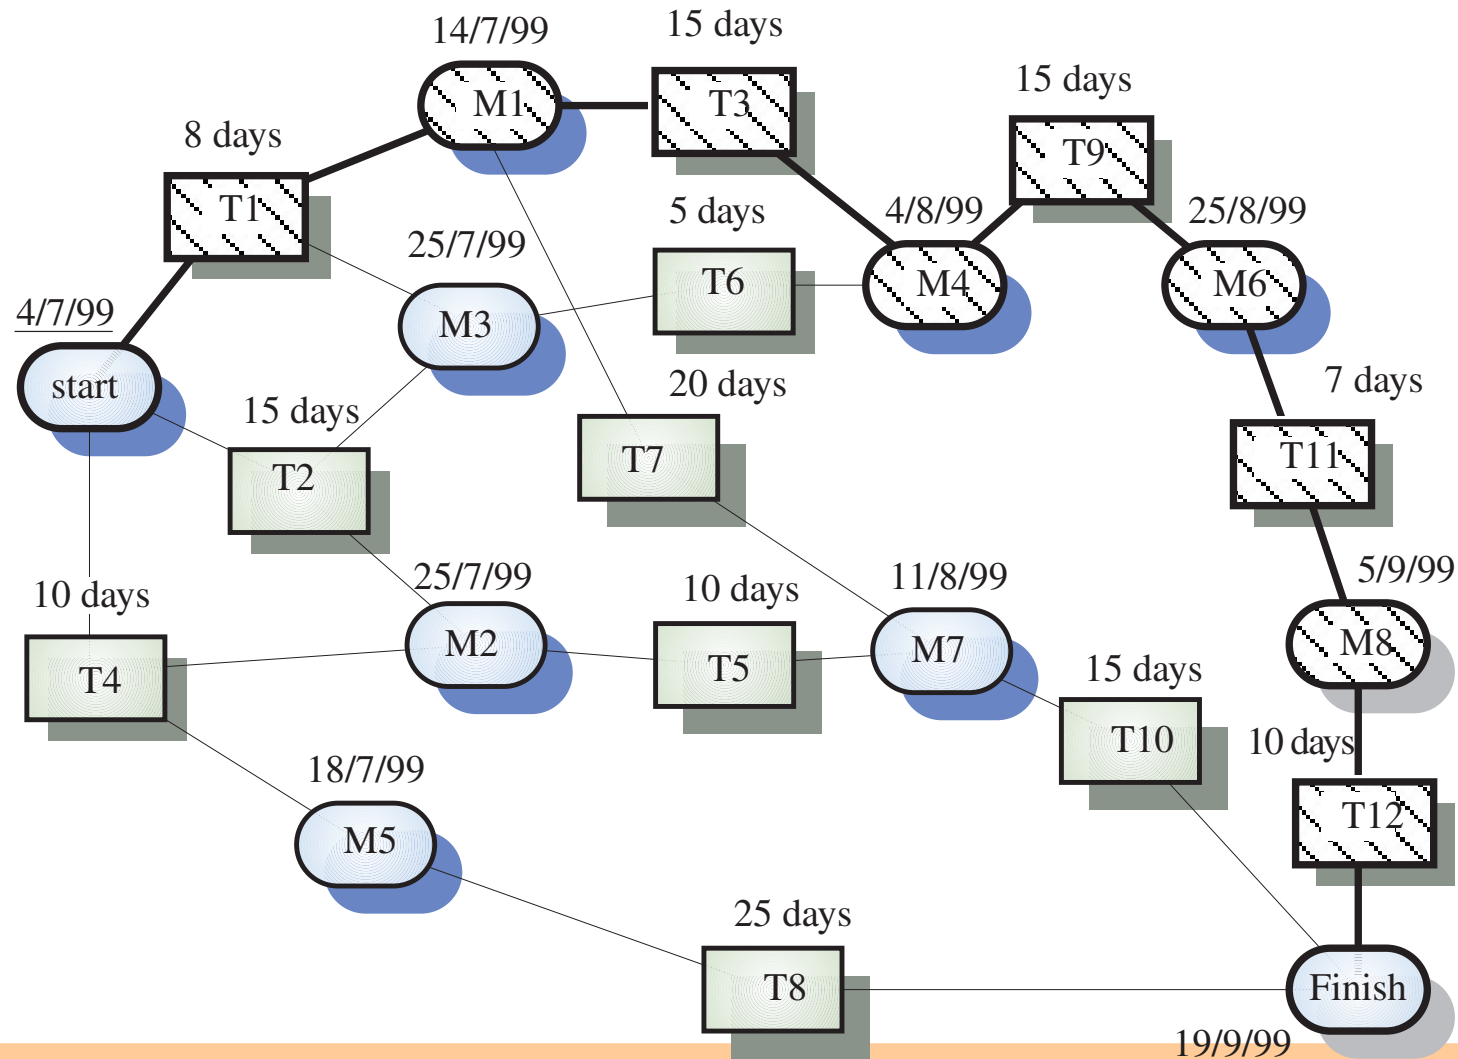 14/7/99
15 days
M1
T3
15 days
8 days
T9
T1
5 days
4/8/99
25/8/99
25/7/99
T6
M4
M6
4/7/99
M3
start
20 days
7 days
15 days
T7
T11
T2
10 days
25/7/99
10 days
11/8/99
5/9/99
M2
T5
M7
M8
T4
15 days
T10
10 days
18/7/99
M5
T12
25 days
T8
Finish
19/9/99